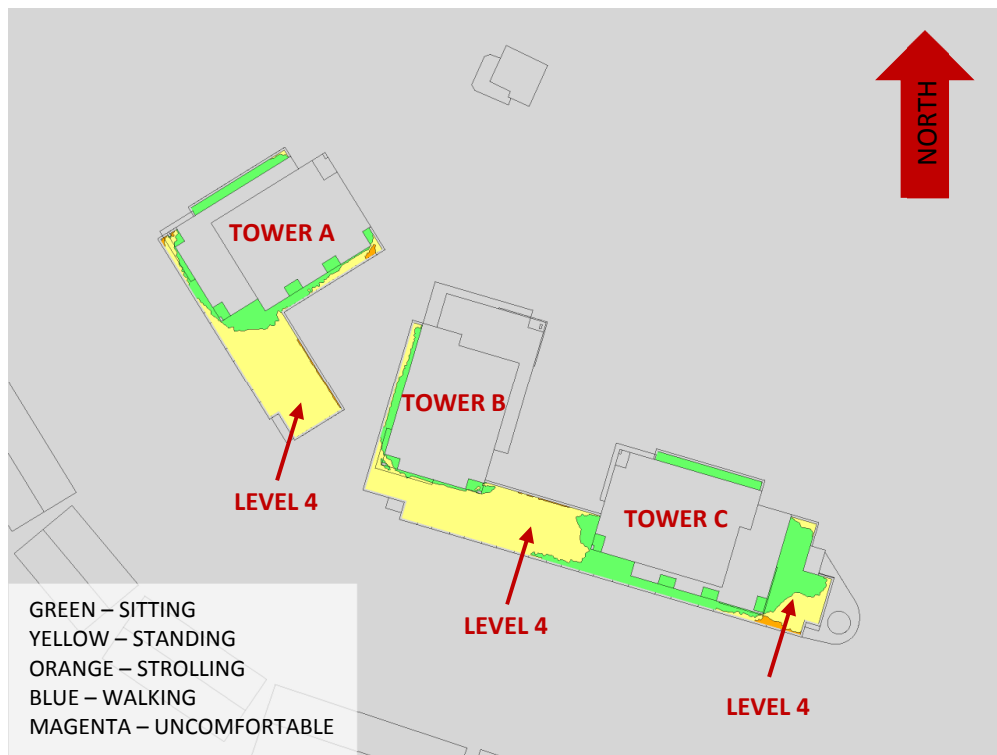 NORTH
TOWER A
TOWER B
LEVEL 4
TOWER C
LEVEL 4
LEVEL 4
GREEN – SITTING
YELLOW – STANDING
ORANGE – STROLLING
BLUE – WALKING
MAGENTA – UNCOMFORTABLE